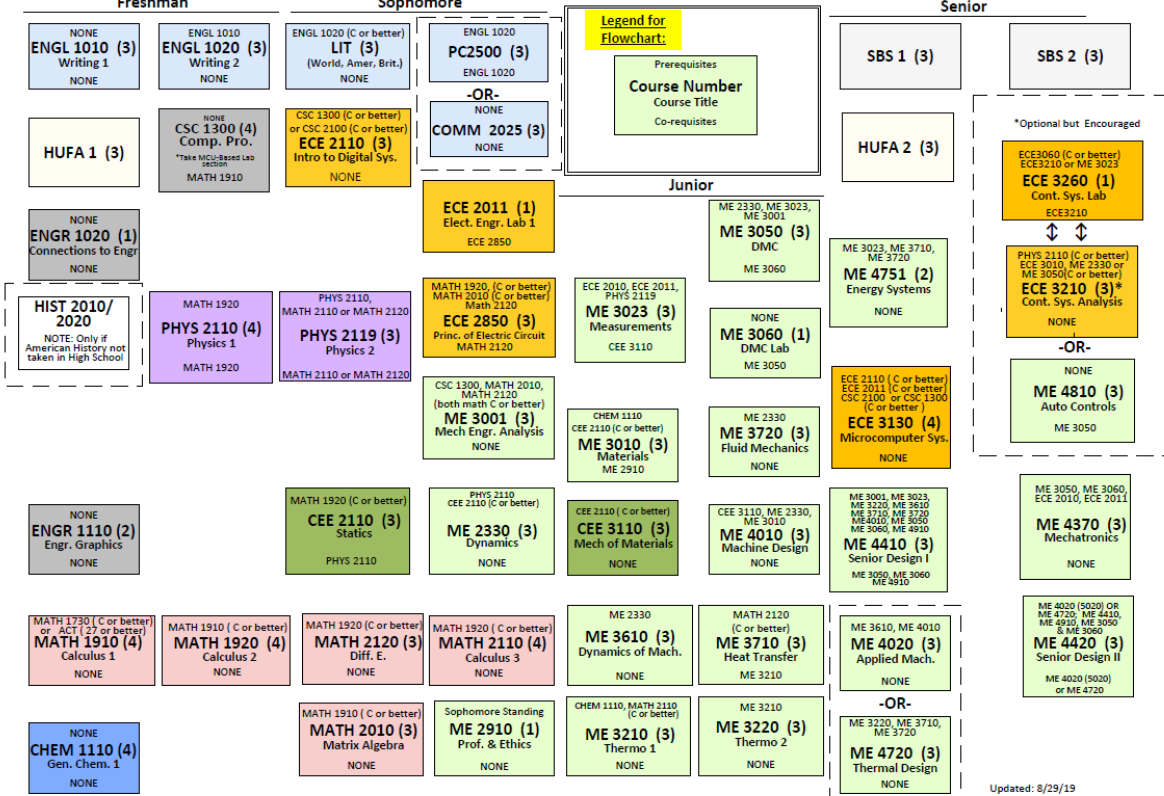 Freshman
Sophomore
Senior
NONE
ENGL 1010 (3)
Writing 1
NONE
ENGL 1010
ENGL 1020 (3)
Writing 2
NONE
ENGL 1020 (C or better)
LIT (3)
(World, Amer, Brit.)
NONE
ENGL 1020
PC2500 (3)
ENGL 1020
-OR-
NONE
COMM 2025 (3)
NONE
Legend for
Flowchart:
Prerequisites
Course Number
Course Title
Co-requisites
SBS 1 (3)
SBS 2 (3)
HUFA 1 (3)
NONE
CSC 1300 (4)
Comp. Pro.
*Take MCU-Based Lab
section
MATH 1910
CSC 1300 (C or better)
or CSC 2100 (C or better)
ECE 2110 (3)
Intro to Digital Sys.
NONE
HUFA 2 (3)
*Optional but Encouraged
ECE3060 (C or better)
ECE3210 or ME 3023
ECE 3260 (1)
Cont. Sys. Lab
ECE3210
Junior
NONE
ENGR 1020 (1)
Connections to Engr
NONE
ECE 2011 (1)
Elect. Engr. Lab 1
ECE 2850
ME 2330, ME 3023,
ME 3001
ME 3050 (3)
DMC
ME 3060
ME 3023, ME 3710,
ME 3720
ME 4751 (2)
Energy Systems
NONE
PHYS 2110 (C or better)
ECE 3010, ME 2330 or
ME 3050(C or better)
ECE 3210 (3)*
Cont. Sys. Analysis
NONE
-OR-
NONE
ME 4810 (3)
Auto Controls
ME 3050
HIST 2010/
2020
NOTE: Only if
American History not
taken in High School
MATH 1920
PHYS 2110 (4)
Physics 1
MATH 1920
PHYS 2110,
MATH 2110 or MATH 2120
PHYS 2119 (3)
Physics 2
MATH 2110 or MATH 2120
MATH 1920, (C or better)
MATH 2010 (C or better)
Math 2120
ECE 2850 (3)
Princ. of Electric Circuit
MATH 2120
ECE 2010, ECE 2011,
PHYS 2119
ME 3023 (3)
Measurements
CEE 3110
NONE
ME 3060 (1)
DMC Lab
ME 3050
CSC 1300, MATH 2010,
MATH 2120
(both math C or better)
ME 3001 (3)
Mech Engr. Analysis
NONE
CHEM 1110
CEE 2110 (C or better)
ME 3010 (3)
Materials
ME 2910
ME 2330
ME 3720 (3)
Fluid Mechanics
NONE
ECE 2110 ( C or better)
ECE 2011 (C or better)
CSC 2100 or CSC 1300
(C or better )
ECE 3130 (4)
Microcomputer Sys.
NONE
NONE
ENGR 1110 (2)
Engr. Graphics
NONE
MATH 1920 (C or better)
CEE 2110 (3)
Statics
PHYS 2110
PHYS 2110
CEE 2110 (C or better)
ME 2330 (3)
Dynamics
NONE
CEE 2110 ( C or better)
CEE 3110 (3)
Mech of Materials
NONE
CEE 3110, ME 2330,
ME 3010
ME 4010 (3)
Machine Design
NONE
ME 3001, ME 3023,
ME 3220, ME 3610
ME 3710, ME 3720
ME4010, ME 3050
ME 3060, ME 4910
ME 4410 (3)
Senior Design I
ME 3050, ME 3060
ME 4910
ME 3050, ME 3060,
ECE 2010, ECE 2011
ME 4370 (3)
Mechatronics
NONE
MATH 1730 ( C or better)
or ACT ( 27 or better)
MATH 1910 (4)
Calculus 1
NONE
MATH 1910 ( C or better)
MATH 1920 (4)
Calculus 2
NONE
MATH 1920 (C or better)
MATH 2120 (3)
Diff. E.
NONE
MATH 1920 ( C or better)
MATH 2110 (4)
Calculus 3
NONE
ME 2330
ME 3610 (3)
Dynamics of Mach.
NONE
MATH 2120
(C or better)
ME 3710 (3)
Heat Transfer
ME 3210
ME 3610, ME 4010
ME 4020 (3)
Applied Mach.
NONE
-OR-
ME 3220, ME 3710,
ME 3720
ME 4720 (3)
Thermal Design
NONE
ME 4020 (5020) OR
ME 4720; ME 4410,
ME 4910, ME 3050
& ME 3060
ME 4420 (3)
Senior Design II
ME 4020 (5020)
or ME 4720
NONE
CHEM 1110 (4)
Gen. Chem. 1
NONE
MATH 1910 ( C or better)
MATH 2010 (3)
Matrix Algebra
NONE
Sophomore Standing
ME 2910 (1)
Prof. & Ethics
NONE
CHEM 1110, MATH 2110
(C or better)
ME 3210 (3)
Thermo 1
NONE
ME 3210
ME 3220 (3)
Thermo 2
NONE
Updated: 8/29/19